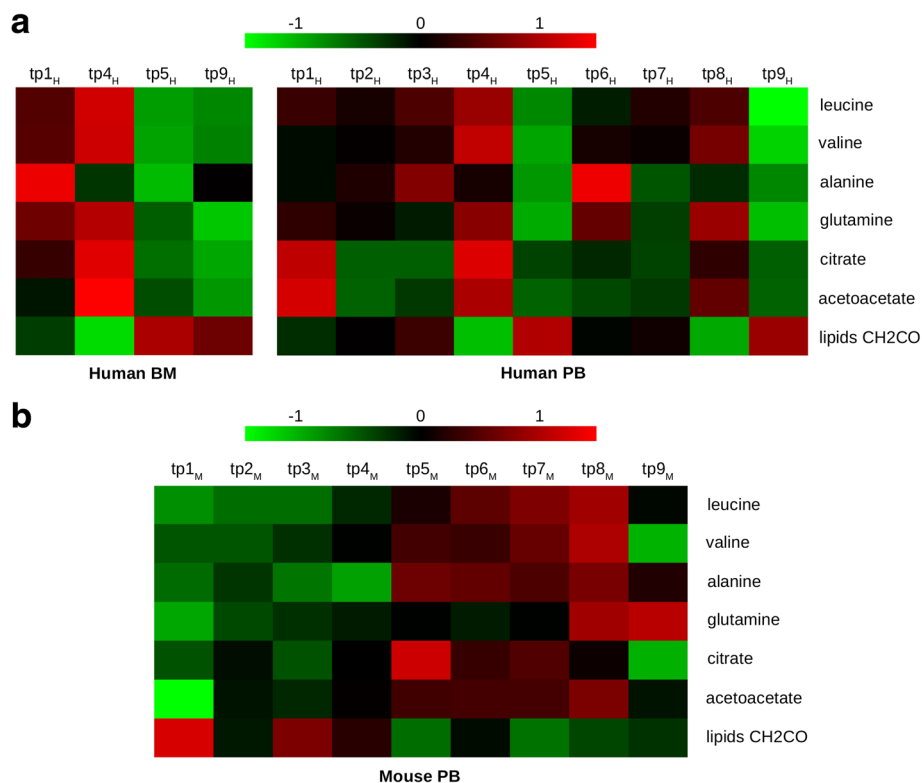 a
-1 0 1
tp1H tp4H tp5H tp9H tp1H tp2H tp3H tp4H tp5H tp6H tp7H tp8H tp9H
leucine
valine
alanine
glutamine
citrate
acetoacetate
lipids CH2CO
Human BM Human PB
b
-1 0 1
tp1M tp2M tp3M tp4M tp5M tp6M tp7M tp8M tp9M
leucine
valine
alanine
glutamine
citrate
acetoacetate
lipids CH2CO
Mouse PB